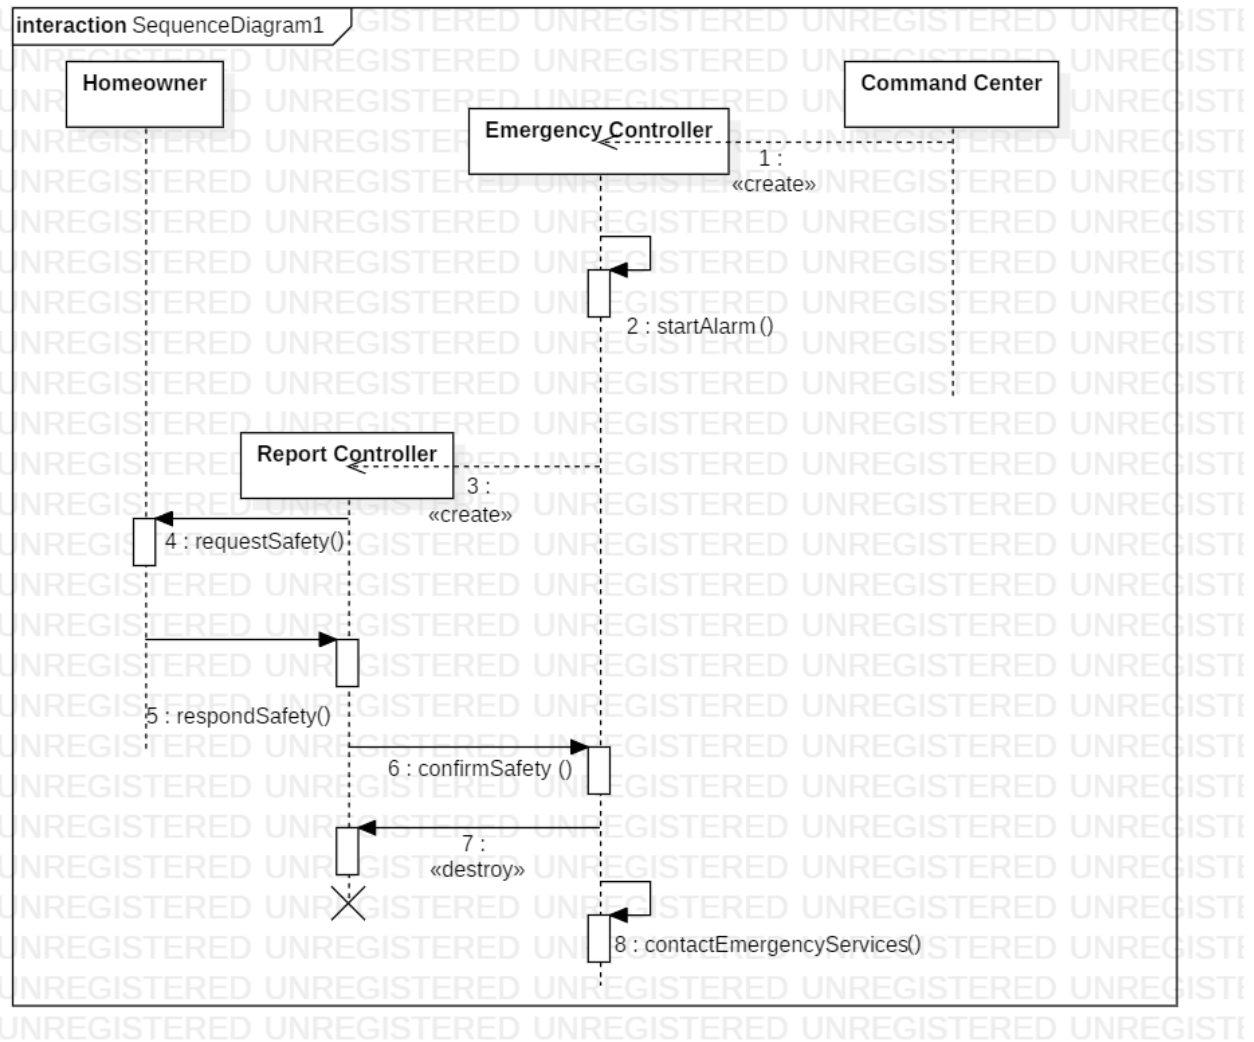 interaction SequenceDiagram1
Homeowner
Command Center
Emergency Controller
1 :
«create»
2 : startAlarm()
Report Controller
3 :
«create»
4 : requestSafety()
5 : respondSafety()
6 : confirmSafety ()
7 :
«destroy»
8 : contactEmergencyServices()
UNREGISTERED